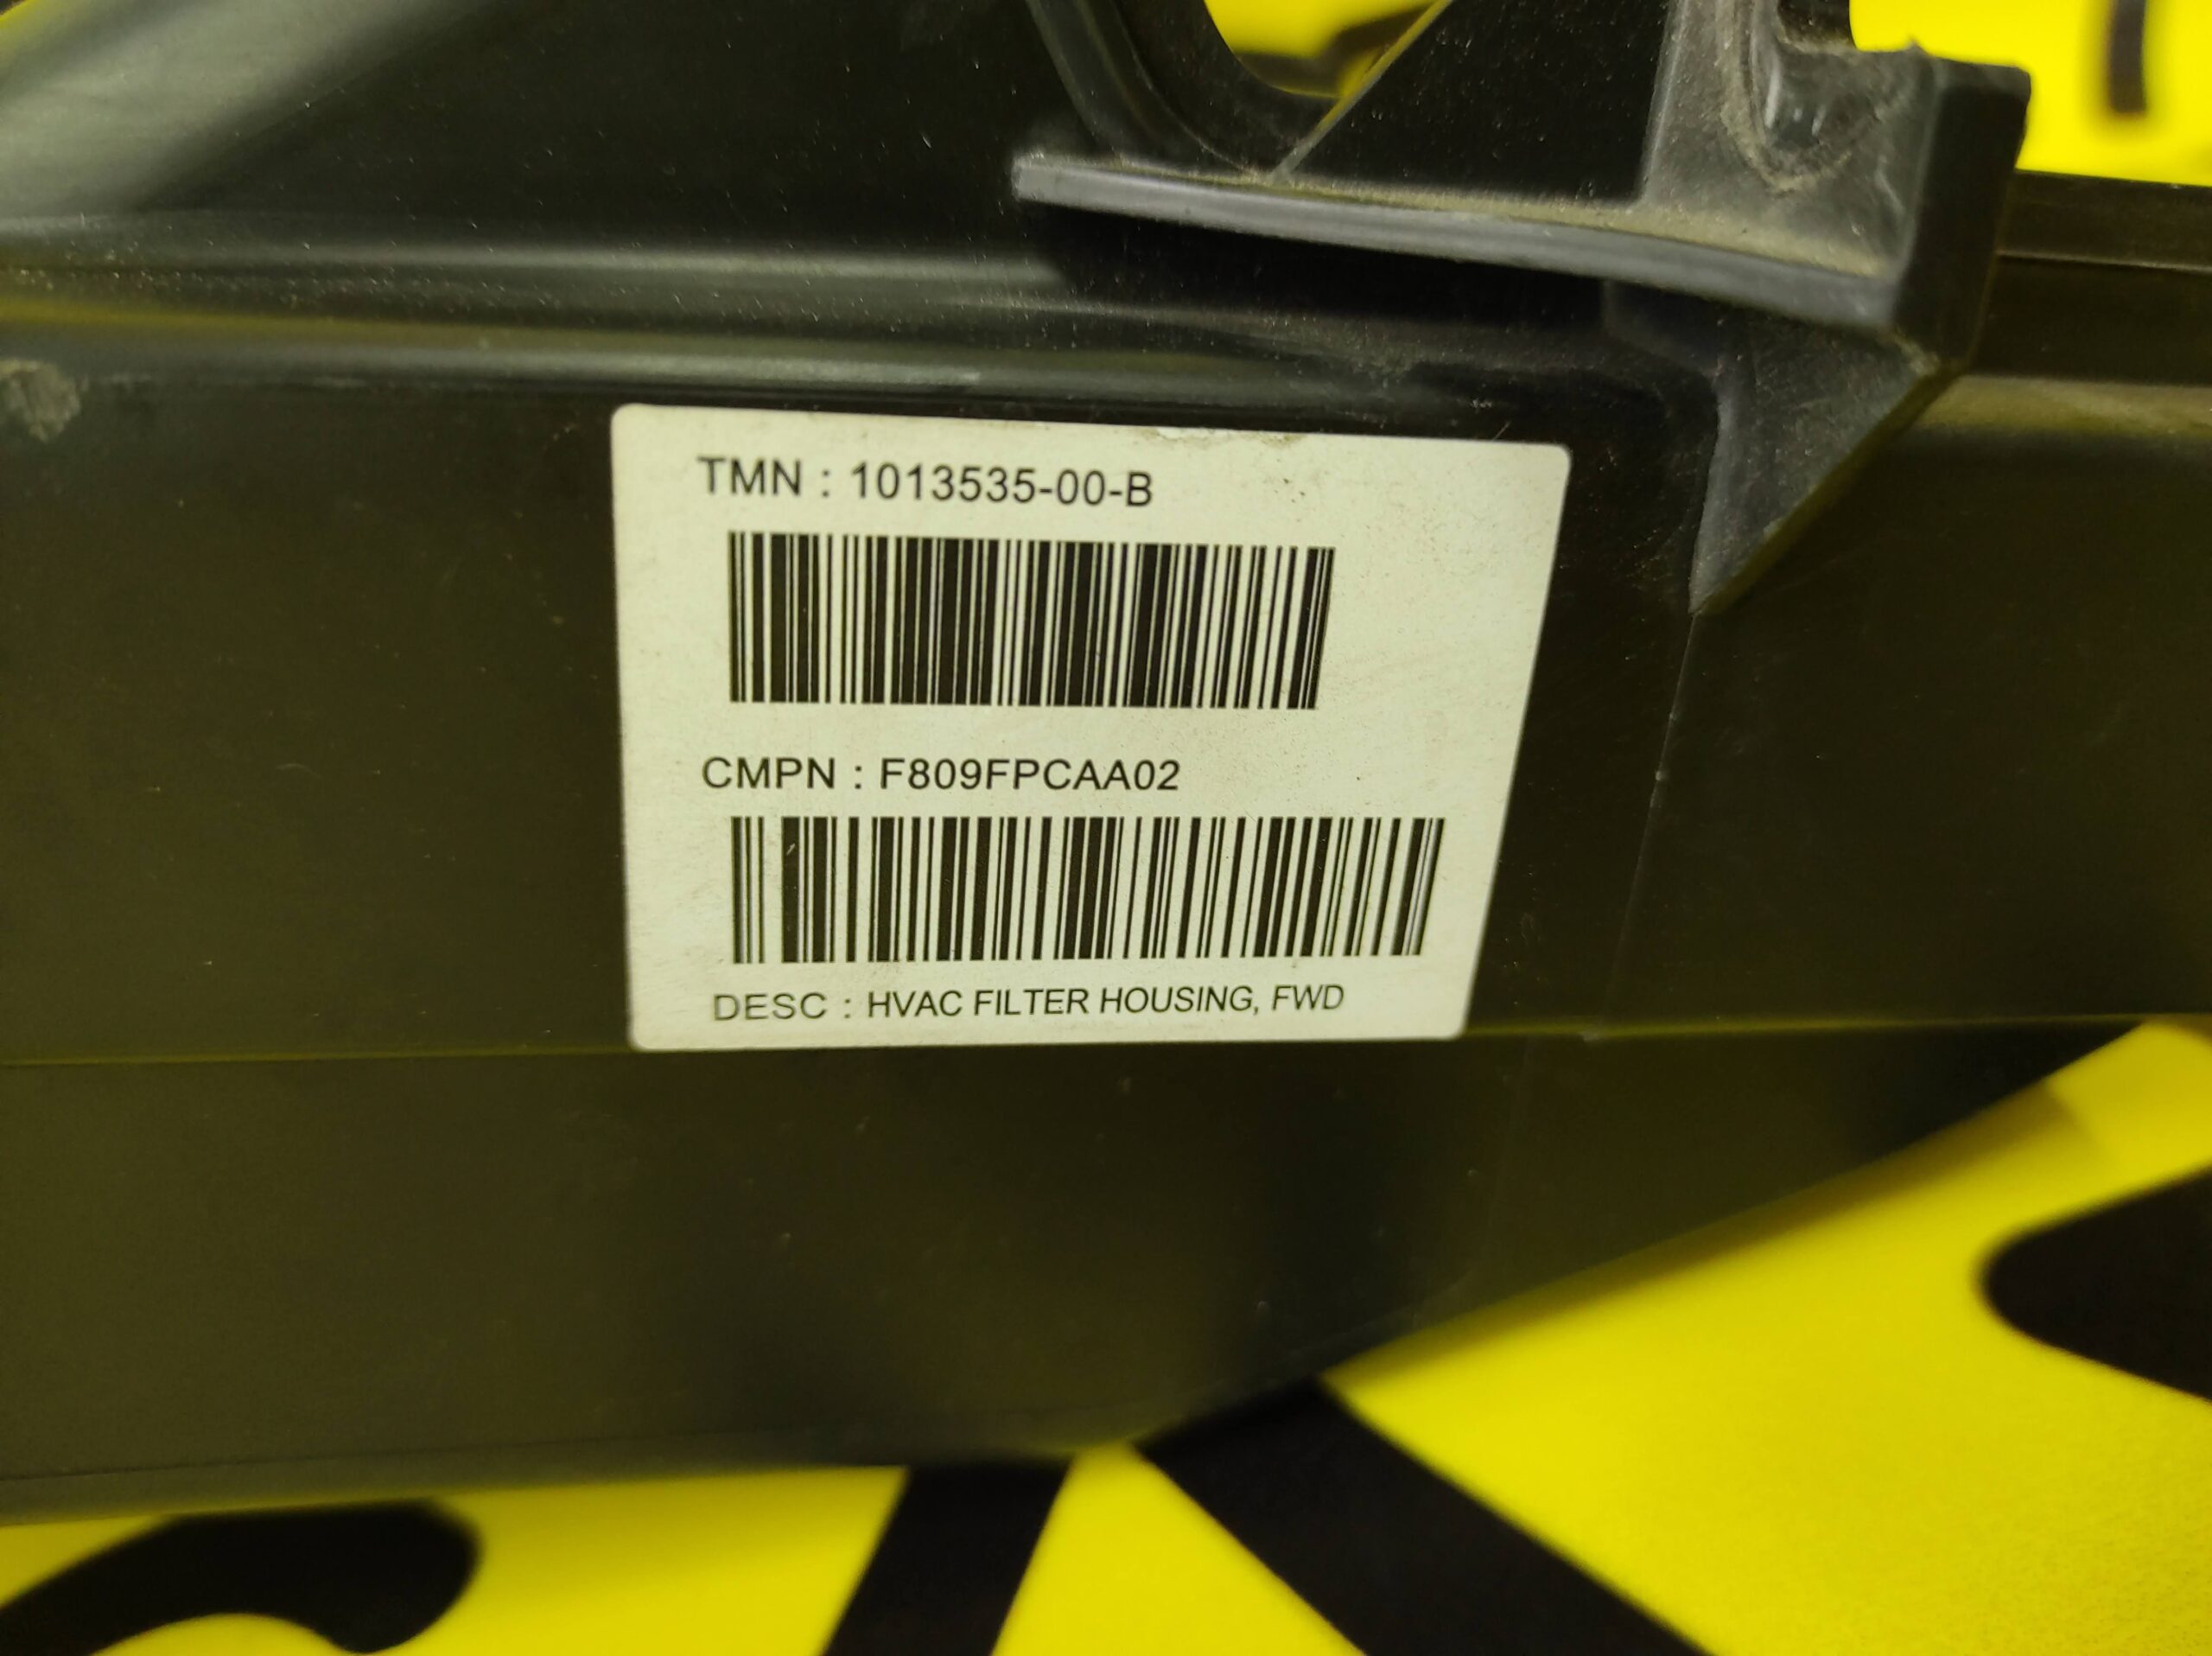 TMN : 1013535-00-B
CMPN : F809FPCAA02
DESC : HVAC FILTER HOUSING, FWD